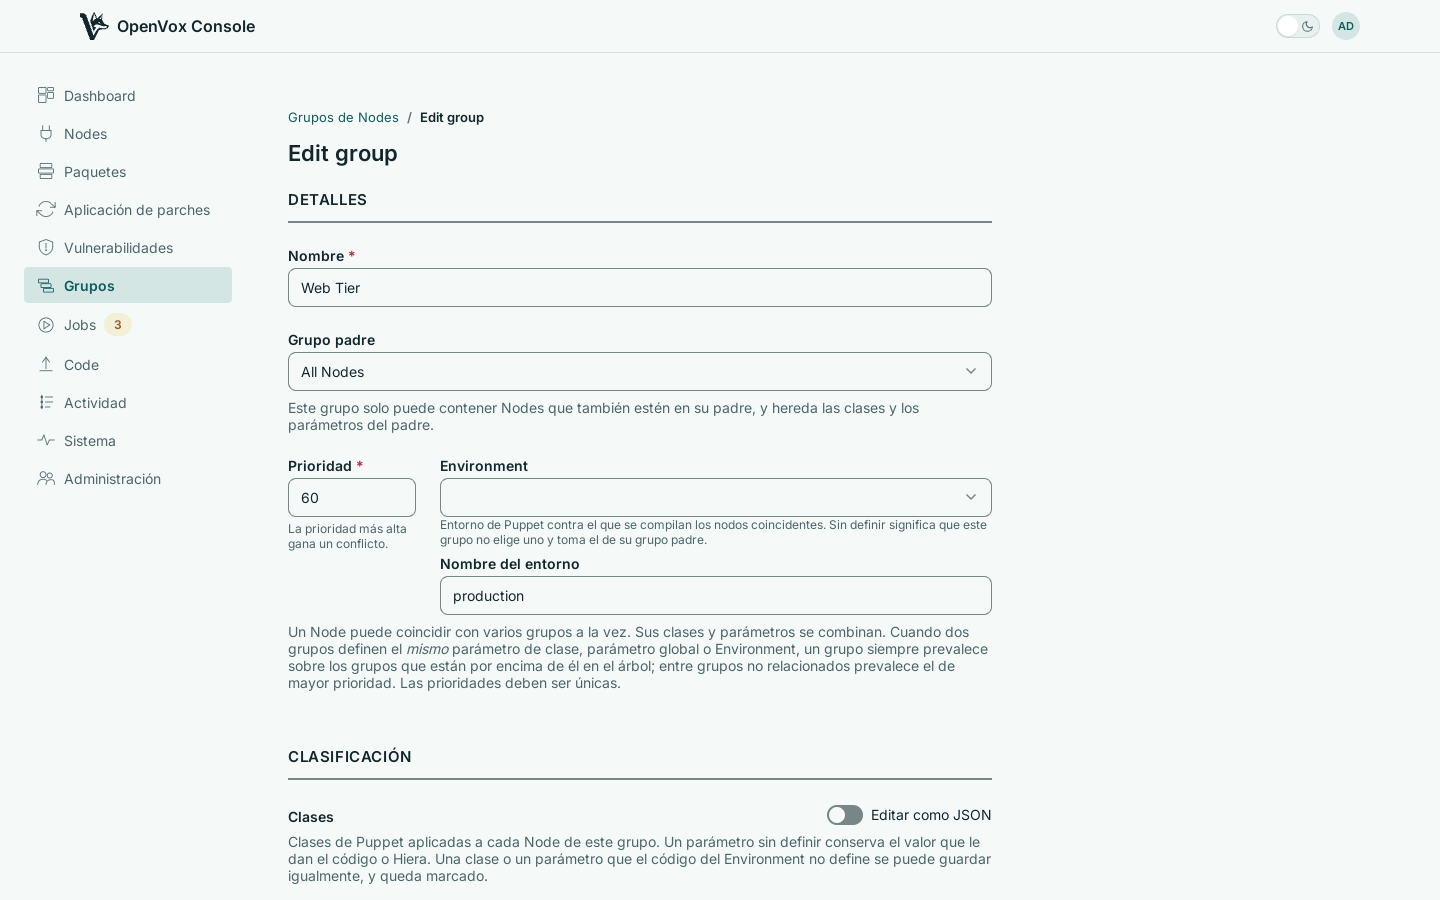 OpenVox Console
AD
Dashboard
Nodes
Paquetes
Aplicación de parches
Vulnerabilidades
Grupos
Jobs 3
Code
Actividad
Sistema
Administración
Grupos de Nodes / Edit group
Edit group
DETALLES
Nombre *
Web Tier
Grupo padre
All Nodes
Este grupo solo puede contener Nodes que también estén en su padre, y hereda las clases y los
parámetros del padre.
Prioridad *
60
La prioridad más alta
gana un conflicto.
Environment
Entorno de Puppet contra el que se compilan los nodos coincidentes. Sin definir significa que este
grupo no elige uno y toma el de su grupo padre.
Nombre del entorno
production
Un Node puede coincidir con varios grupos a la vez. Sus clases y parámetros se combinan. Cuando dos
grupos definen el mismo parámetro de clase, parámetro global o Environment, un grupo siempre prevalece
sobre los grupos que están por encima de él en el árbol; entre grupos no relacionados prevalece el de
mayor prioridad. Las prioridades deben ser únicas.
CLASIFICACIÓN
Clases
Editar como JSON
Clases de Puppet aplicadas a cada Node de este grupo. Un parámetro sin definir conserva el valor que le
dan el código o Hiera. Una clase o un parámetro que el código del Environment no define se puede guardar
igualmente, y queda marcado.